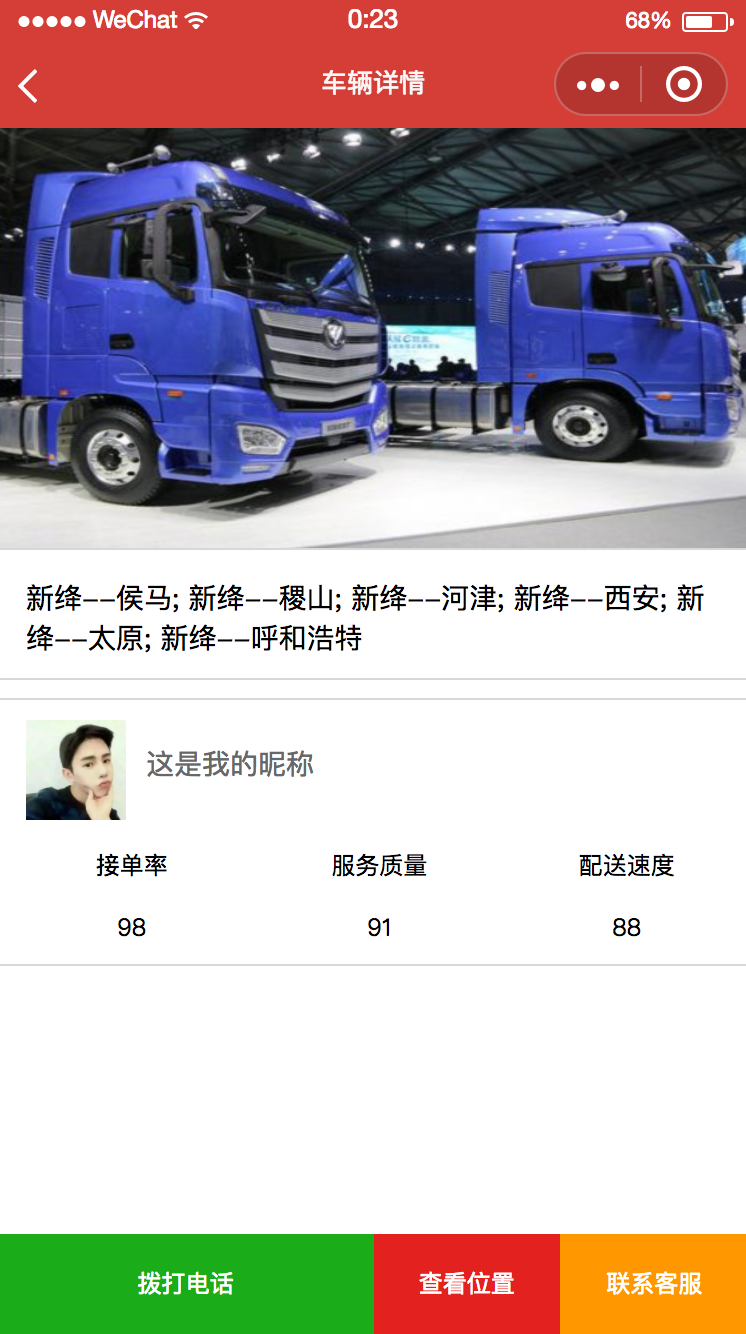 WeChat 0:23 68%
车辆详情
新绛––侯马; 新绛––稷山; 新绛––河津; 新绛––西安; 新
绛––太原; 新绛––呼和浩特
这是我的昵称
接单率 服务质量 配送速度
98 91 88
拨打电话 查看位置 联系客服